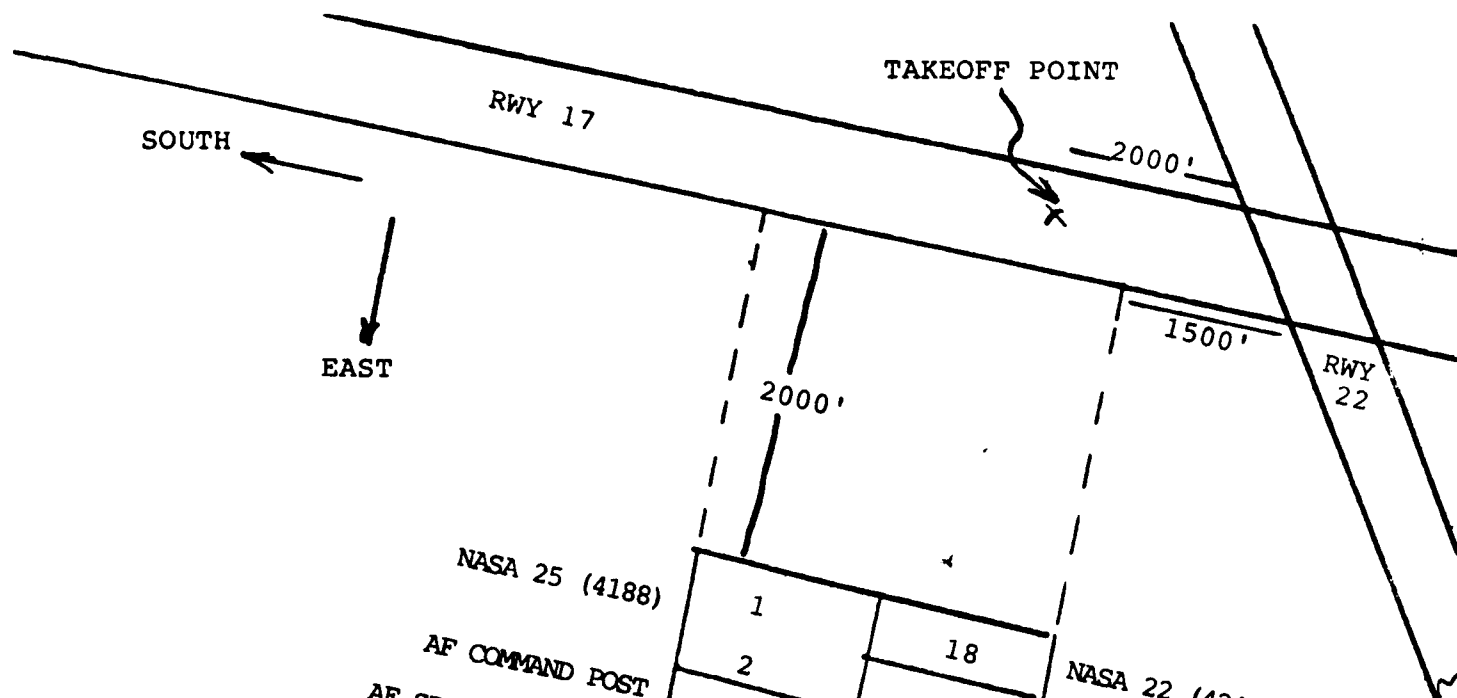 TAKEOFF POINT
RWY 17
2000'
SOUTH
1500'
EAST
RWY
22
2000'
NASA 25 (4188)
1
18
AF COMMAND POST
2
NASA 22
AF